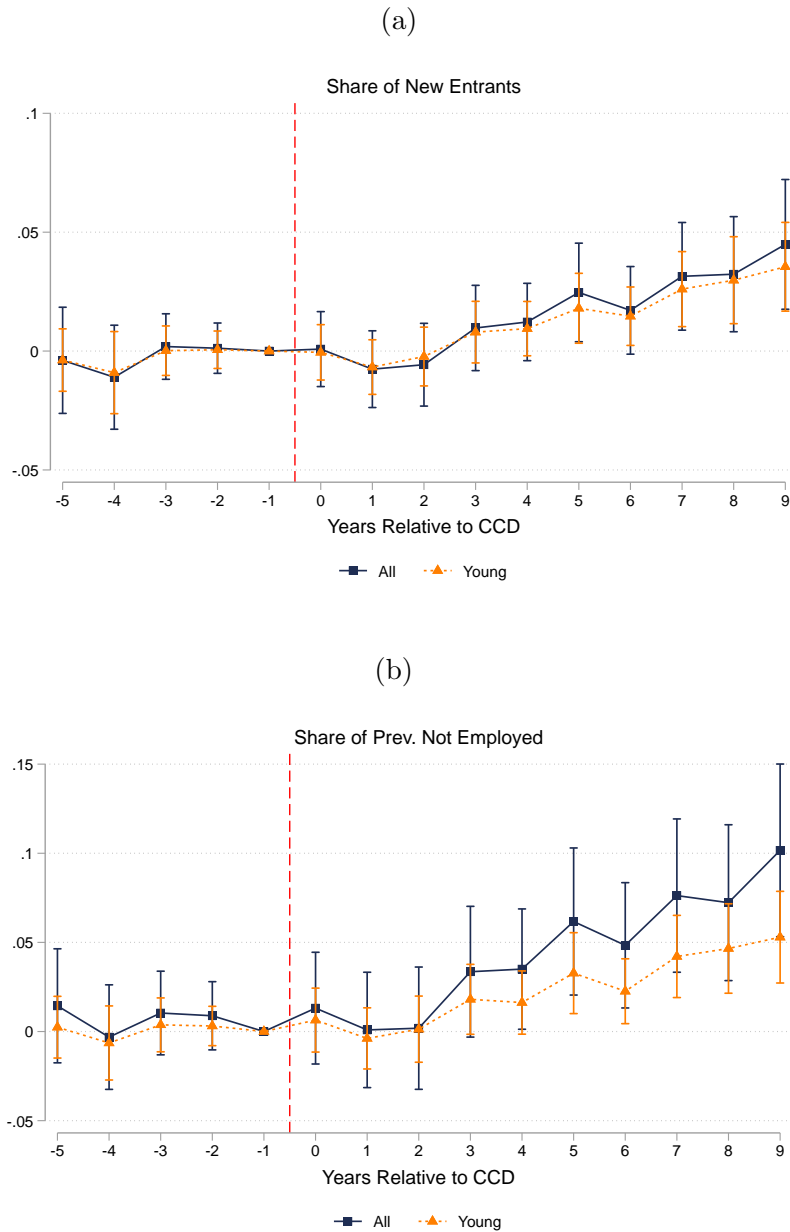 (a)
Share of New Entrants
.1
.05
0
-.05
-5 -4 -3 -2 -1 0 1 2 3 4 5 6 7 8 9
Years Relative to CCD
All Young
(b)
Share of Prev. Not Employed
.15
.1
.05
0
-.05
-5 -4 -3 -2 -1 0 1 2 3 4 5 6 7 8 9
Years Relative to CCD
All Young